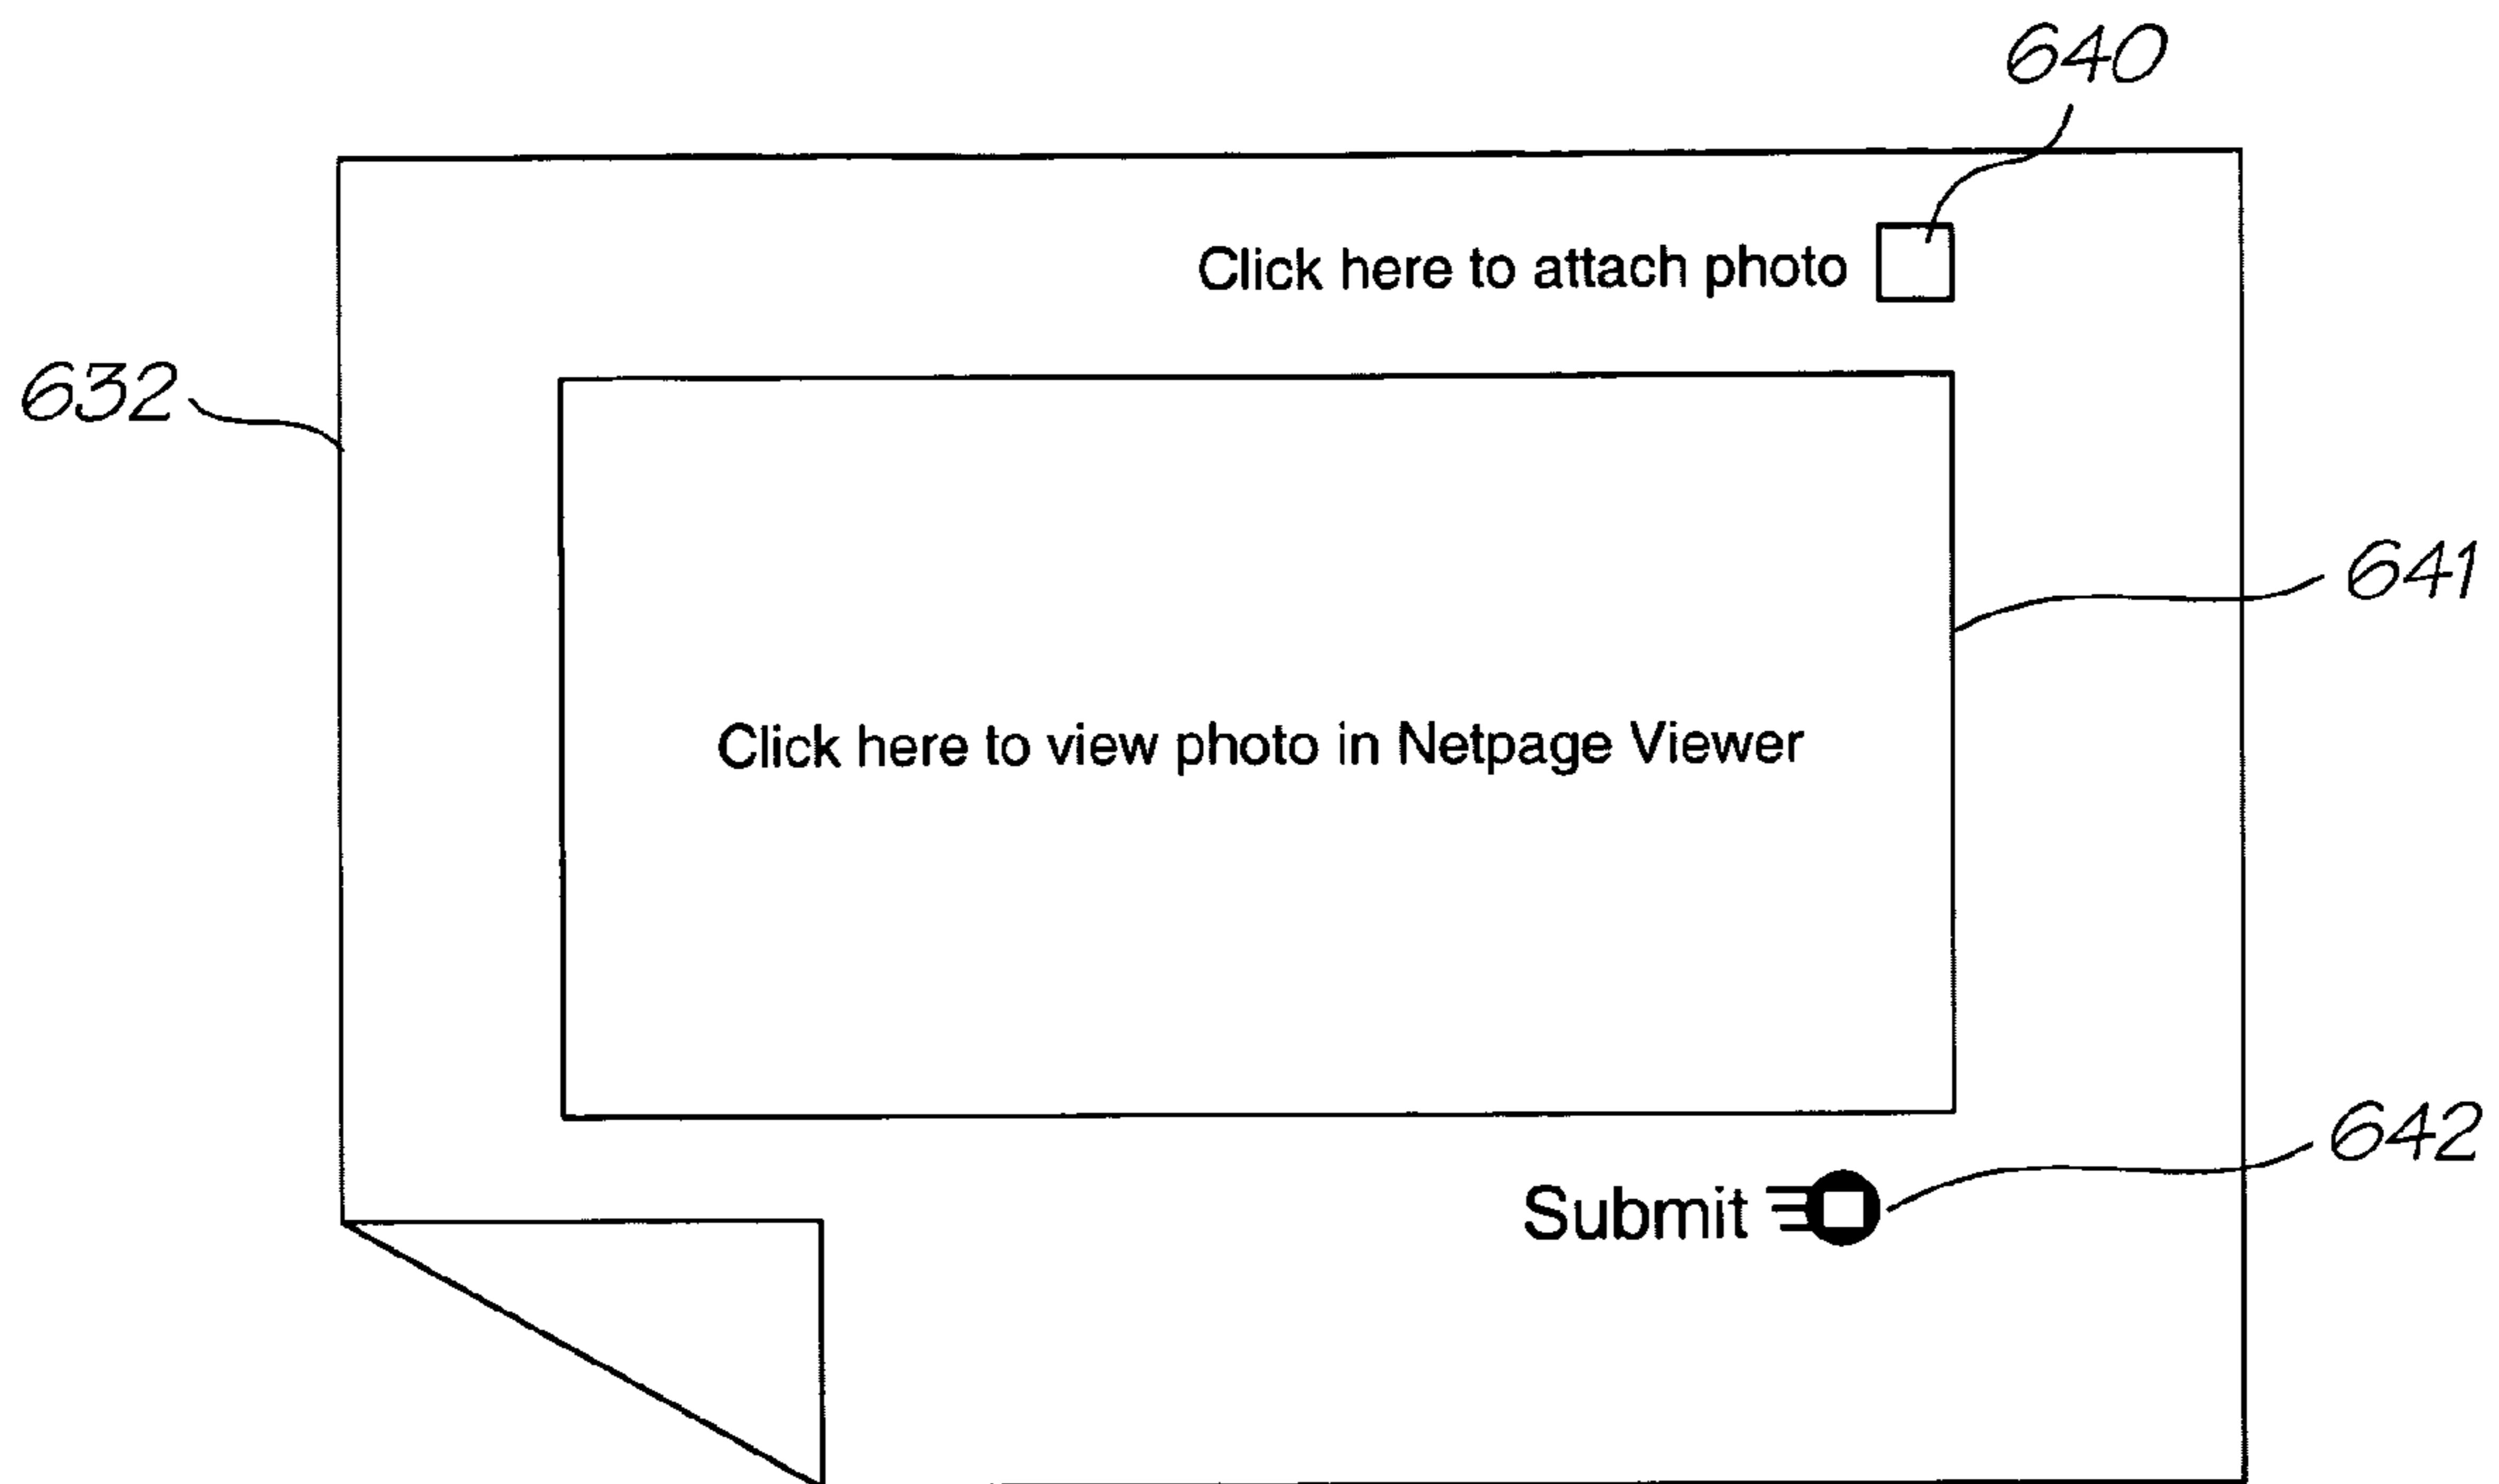 640
Click here to attach photo
632
641
Click here to view photo in Netpage Viewer
642
Submit